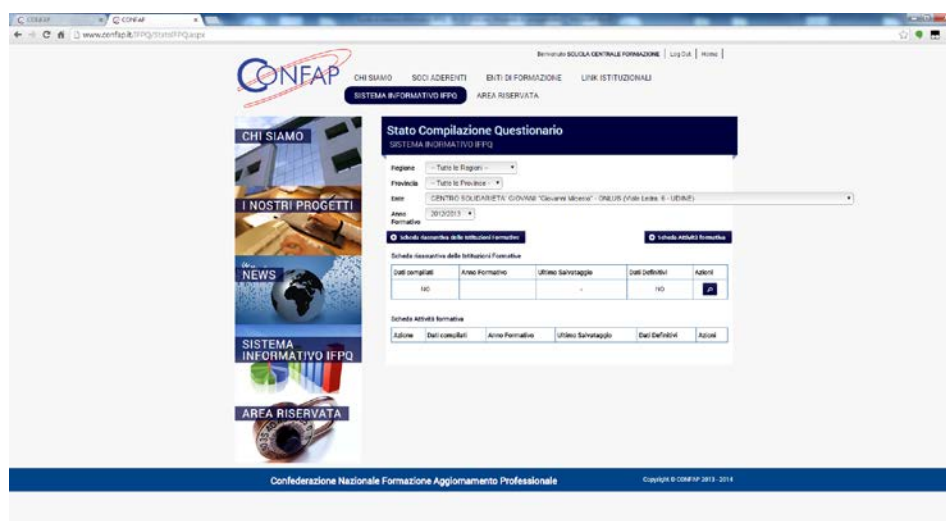 CONFAP
CONFAP
www.confap.it/IFPQ/StatoIFPQ.aspx
Benvenuto SCUOLA CENTRALE FORMAZIONE | Log Out | Home |
CONFAP
CHI SIAMO SOCI ADERENTI ENTI DI FORMAZIONE LINK ISTITUZIONALI
SISTEMA INFORMATIVO IFPQ AREA RISERVATA
CHI SIAMO
I NOSTRI PROGETTI
NEWS
SISTEMA
INFORMATIVO IFPQ
AREA RISERVATA
Stato Compilazione Questionario
SISTEMA INORMATIVO IFPQ
Regione -- Tutte le Regioni --
Provincia -- Tutte le Province --
Ente CENTRO SOLIDARIETA' GIOVANI "Giovanni Micesio" - ONLUS (Viale Ledra, 6 - UDINE)
Anno
Formativo 2012/2013
Scheda riassuntiva delle Istituzioni Formative Scheda Attività formativa
Scheda riassuntiva delle Istituzioni Formative
Dati compilati Anno Formativo Ultimo Salvataggio Dati Definitivi Azioni
NO - NO
Scheda Attività formativa
Azione Dati compilati Anno Formativo Ultimo Salvataggio Dati Definitivi Azioni
Confederazione Nazionale Formazione Aggiornamento Professionale Copyright © CONFAP 2013 - 2014